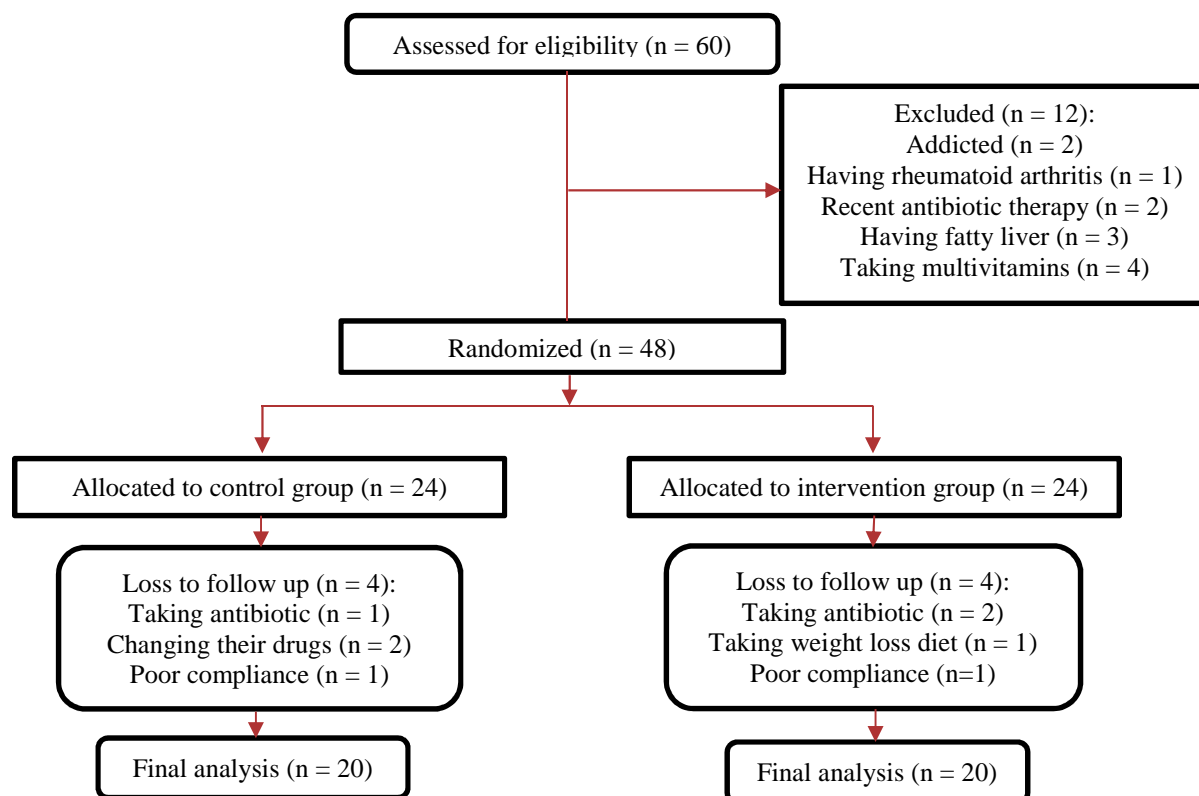 Assessed for eligibility (n = 60)
Excluded (n = 12):
Addicted (n = 2)
Having rheumatoid arthritis (n = 1)
Recent antibiotic therapy (n = 2)
Having fatty liver (n = 3)
Taking multivitamins (n = 4)
Randomized (n = 48)
Allocated to control group (n = 24)
Allocated to intervention group (n = 24)
Loss to follow up (n = 4):
Taking antibiotic (n = 1)
Changing their drugs (n = 2)
Poor compliance (n = 1)
Loss to follow up (n = 4):
Taking antibiotic (n = 2)
Taking weight loss diet (n = 1)
Poor compliance (n=1)
Final analysis (n = 20)
Final analysis (n = 20)